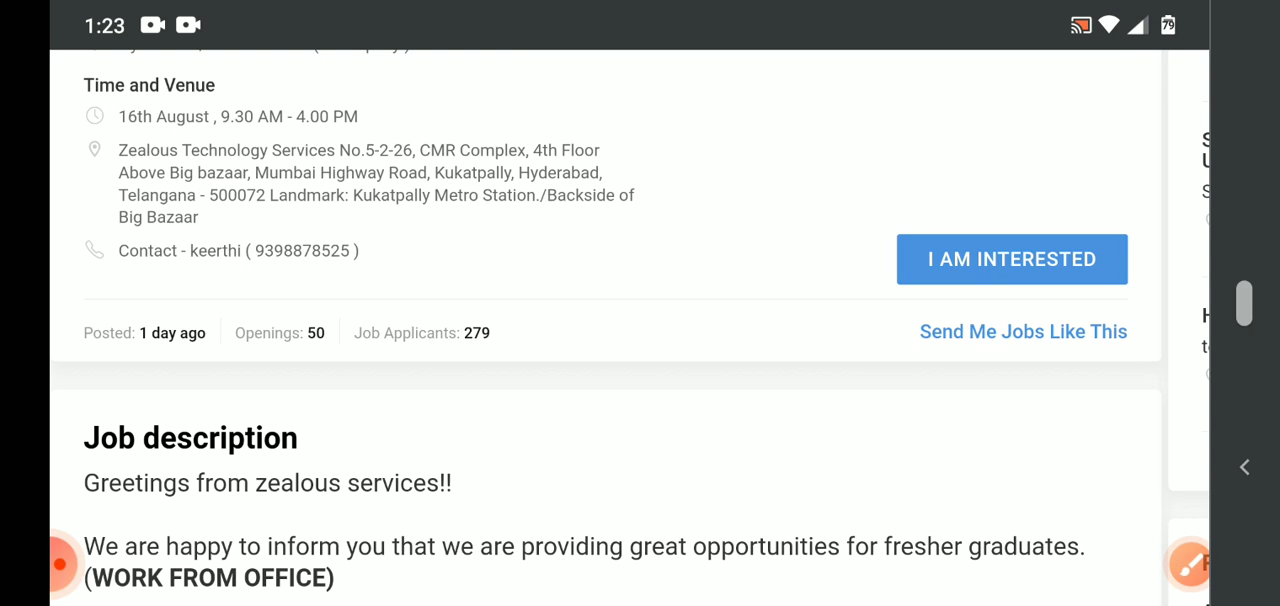 1:23
79
Time and Venue
16th August , 9.30 AM - 4.00 PM
Zealous Technology Services No.5-2-26, CMR Complex, 4th Floor
Above Big bazaar, Mumbai Highway Road, Kukatpally, Hyderabad,
Telangana - 500072 Landmark: Kukatpally Metro Station./Backside of
Big Bazaar
Contact - keerthi ( 9398878525 )
I AM INTERESTED
Posted: 1 day ago Openings: 50 Job Applicants: 279
Send Me Jobs Like This
Job description
Greetings from zealous services!!
We are happy to inform you that we are providing great opportunities for fresher graduates.
(WORK FROM OFFICE)